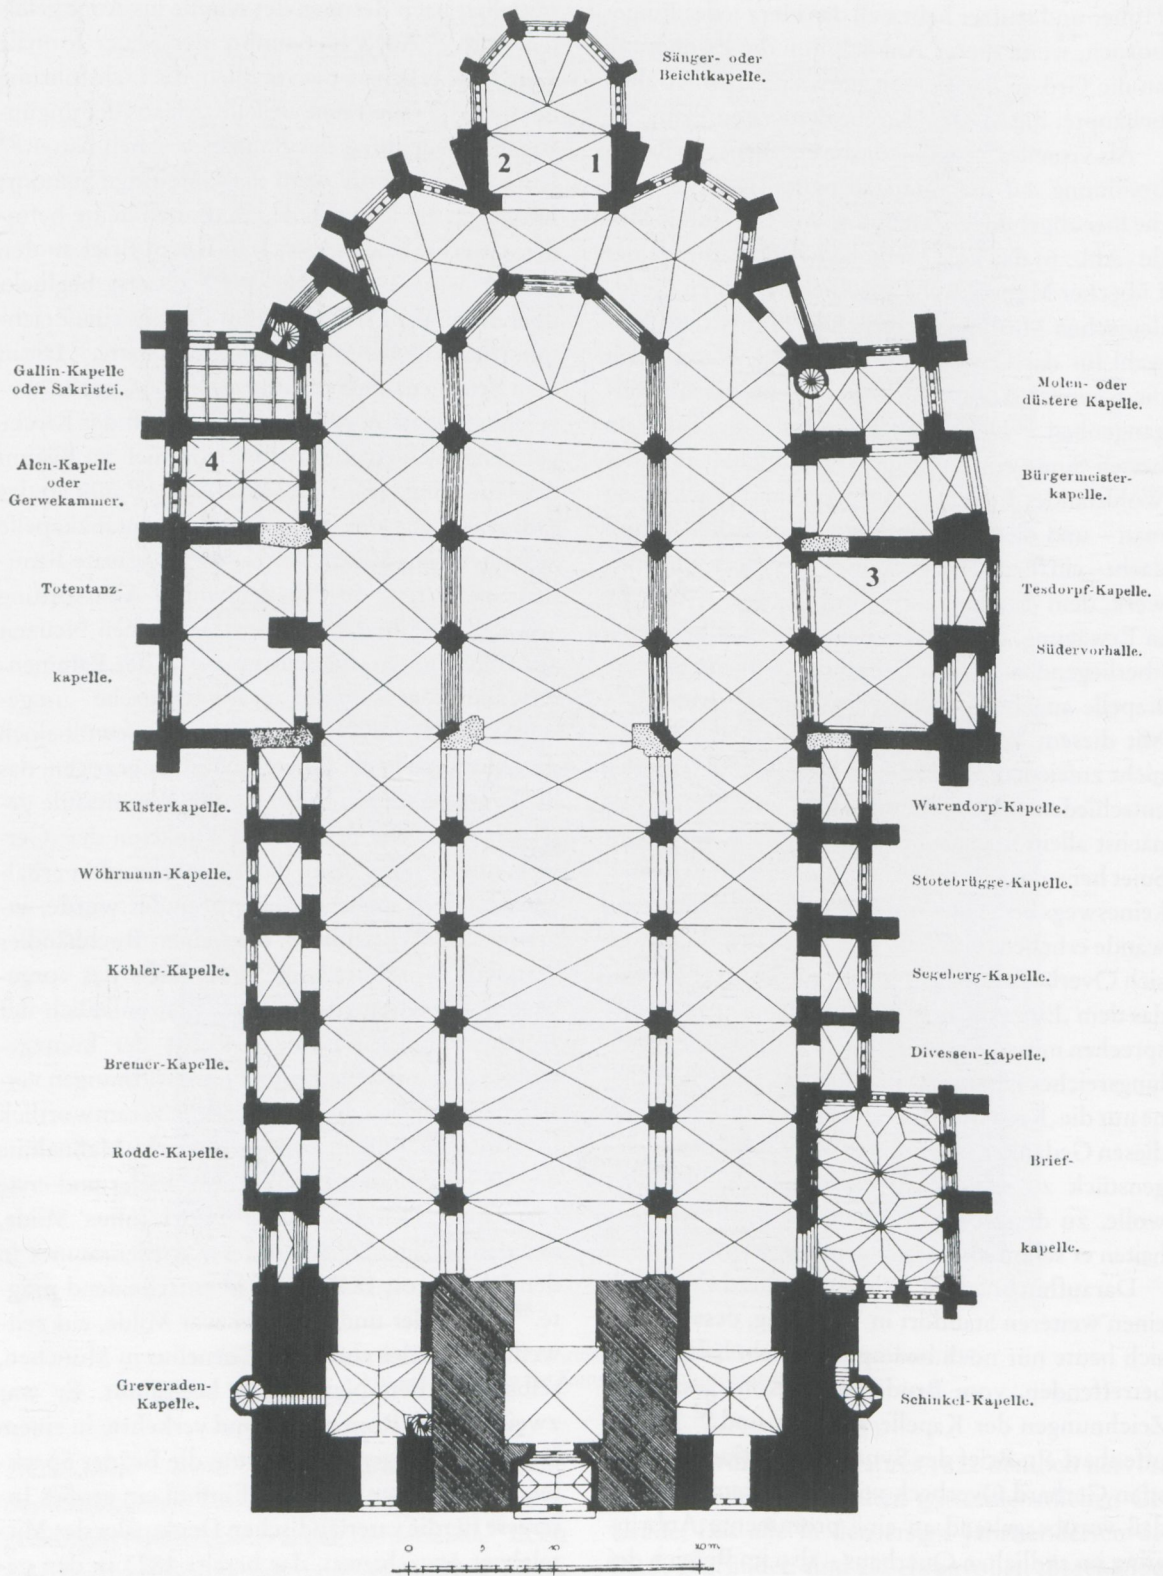 Sänger- oder
Beichtkapelle.
2 1
Gallin-Kapelle
oder Sakristei.
Molen- oder
düstere Kapelle.
Alen-Kapelle
oder
Gerwekammer.
4
Bürgermeister-
kapelle.
3
Totentanz-
kapelle.
Tesdorpf-Kapelle.
Südervorhalle.
Küsterkapelle.
Warendorp-Kapelle.
Wöhrmann-Kapelle.
Stotebrügge-Kapelle.
Köhler-Kapelle.
Segeberg-Kapelle.
Bremer-Kapelle.
Divessen-Kapelle.
Rodde-Kapelle.
Brief-
kapelle.
Greveraden-
Kapelle.
Schinkel-Kapelle.
0 5 10 20 m.